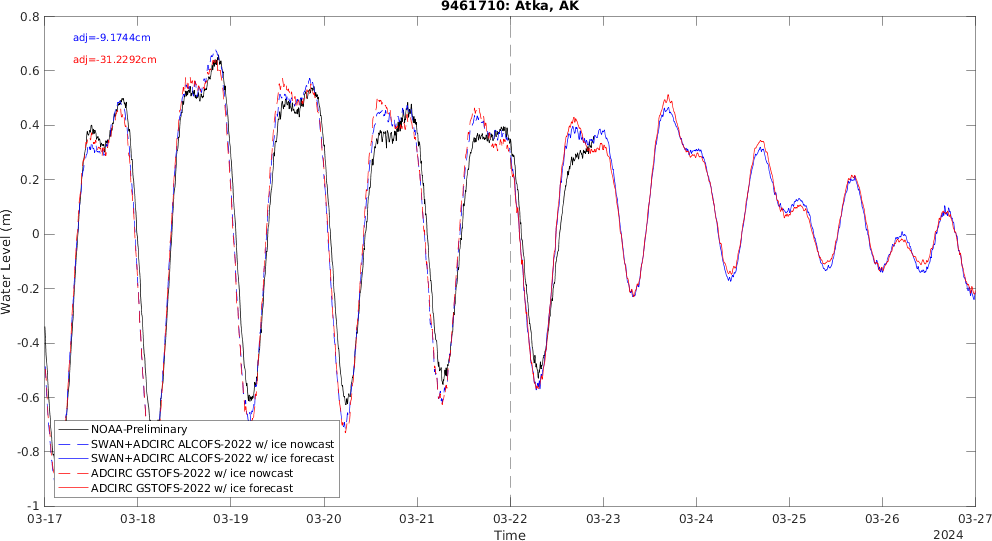 9461710: Atka, AK
adj=-9.1744cm
adj=-31.2292cm
Water Level (m)
0.8
0.6
0.4
0.2
0
-0.2
-0.4
-0.6
-0.8
-1
NOAA-Preliminary
SWAN+ADCIRC ALCOFS-2022 w/ ice nowcast
SWAN+ADCIRC ALCOFS-2022 w/ ice forecast
ADCIRC GSTOFS-2022 w/ ice nowcast
ADCIRC GSTOFS-2022 w/ ice forecast
03-17 03-18 03-19 03-20 03-21 03-22 03-23 03-24 03-25 03-26 03-27
Time
2024